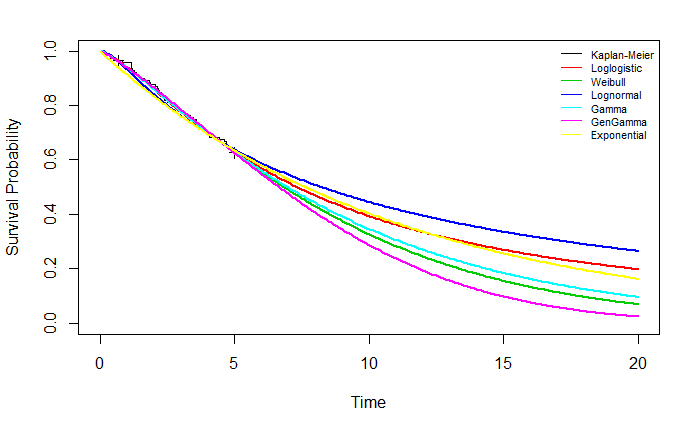 Kaplan-Meier
Loglogistic
Weibull
Lognormal
Gamma
GenGamma
Exponential
Survival Probability
1.0
0.8
0.6
0.4
0.2
0.0
0 5 10 15 20
Time